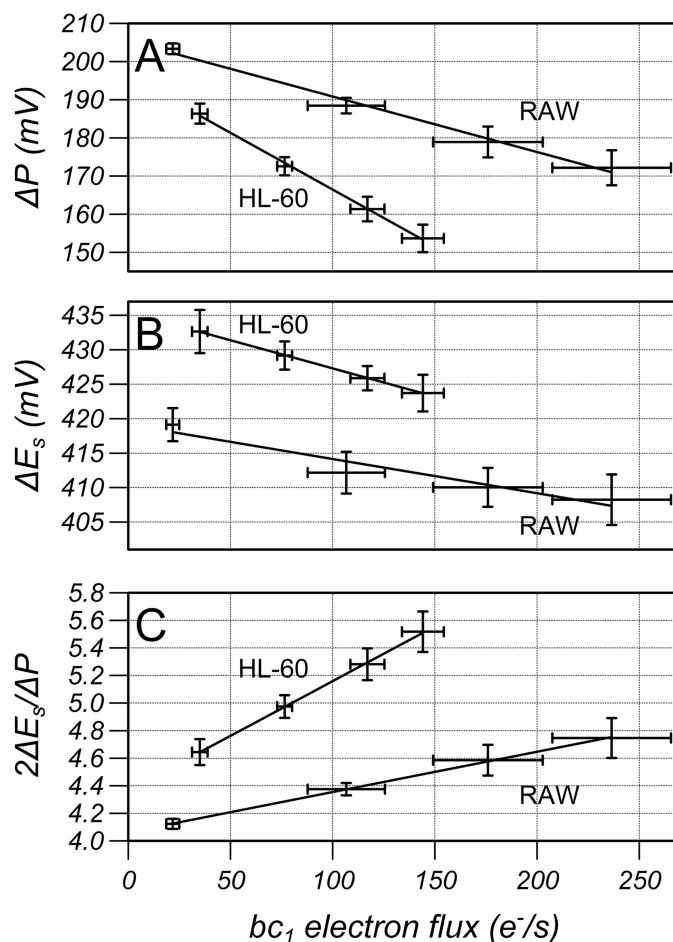 210
200
190
180
170
160
150
ΔP (mV)
A
RAW
HL-60
435
430
425
420
415
410
405
ΔEs (mV)
B
HL-60
RAW
5.8
5.6
5.4
5.2
5.0
4.8
4.6
4.4
4.2
4.0
2ΔEs/ΔP
C
HL-60
RAW
0 50 100 150 200 250
bc1 electron flux (e-/s)